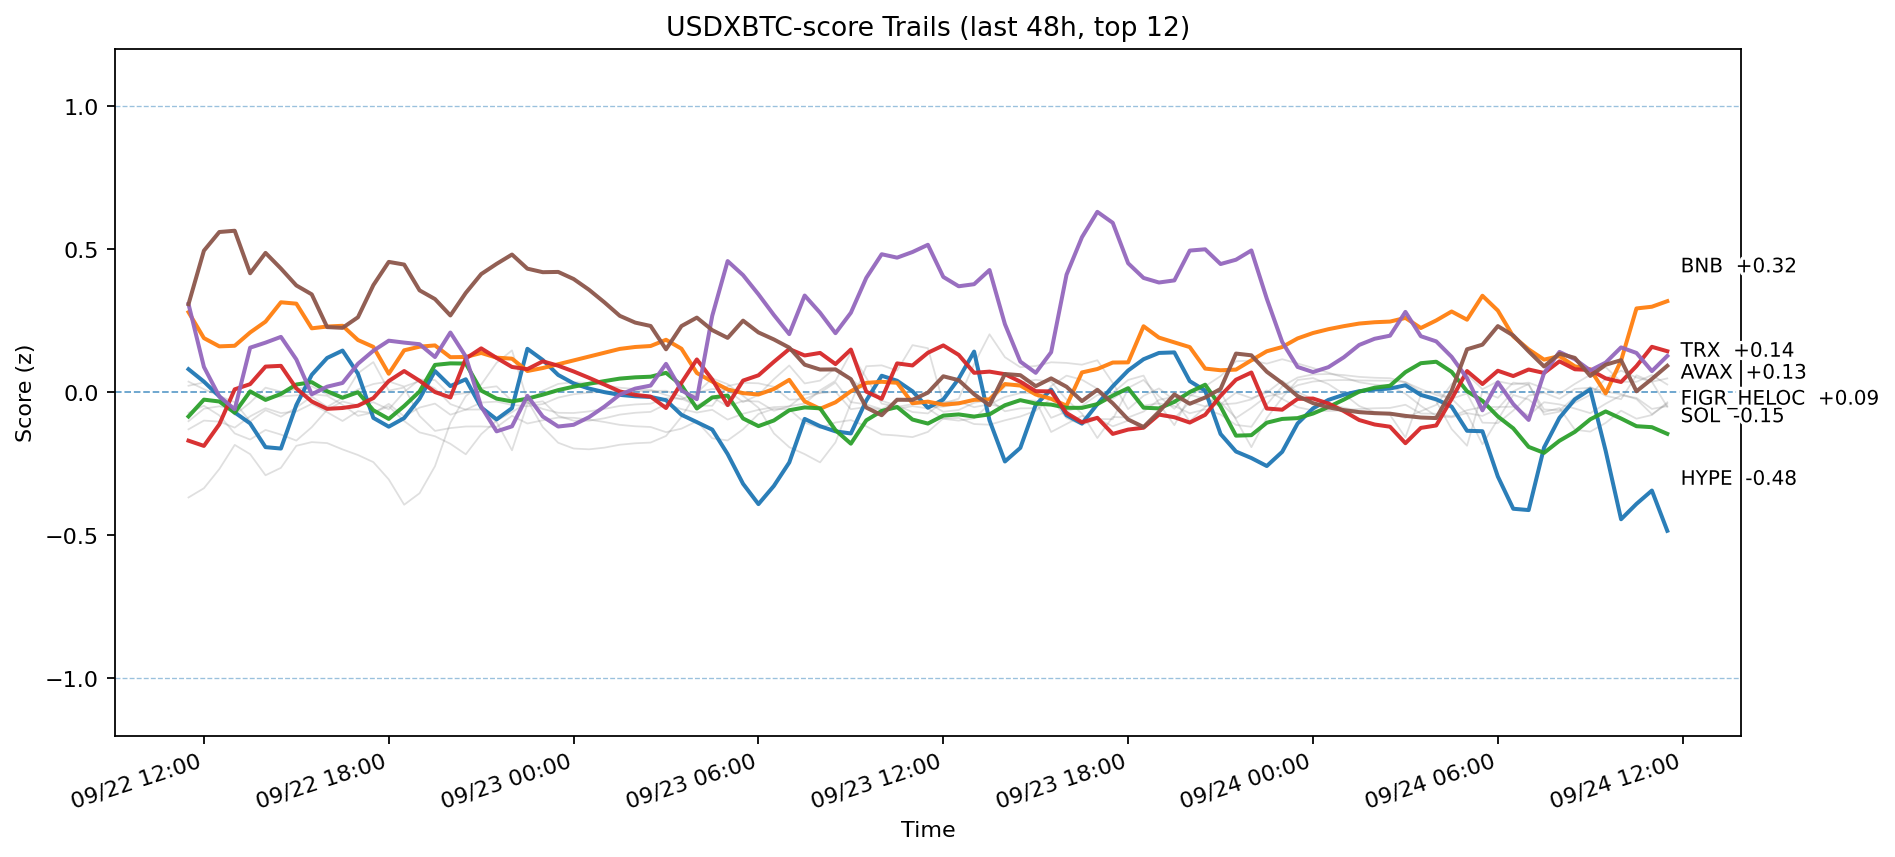 USDXBTC-score Trails (last 48h, top 12)
1.0
0.5
0.0
−0.5
−1.0
Score (z)
BNB +0.32
TRX +0.14
AVAX +0.13
FIGR_HELOC +0.09
SOL -0.15
HYPE -0.48
09/22 12:00
09/22 18:00
09/23 00:00
09/23 06:00
09/23 12:00
09/23 18:00
09/24 00:00
09/24 06:00
09/24 12:00
Time